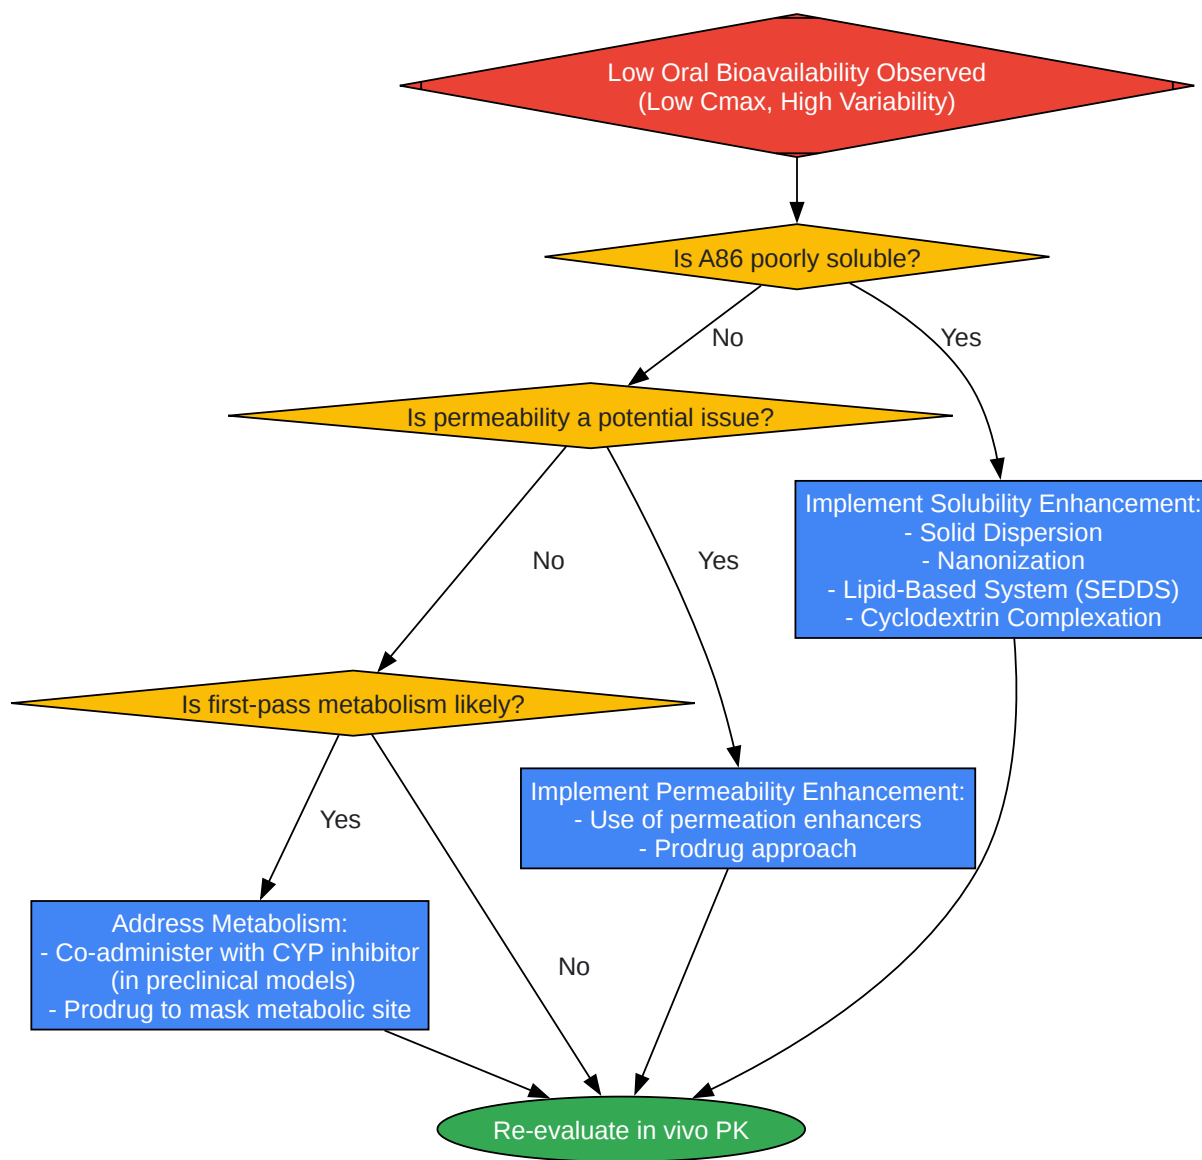 Low Oral Bioavailability Observed
(Low Cmax, High Variability)
Is A86 poorly soluble?
No
Yes
Is permeability a potential issue?
Implement Solubility Enhancement:
- Solid Dispersion
- Nanonization
- Lipid-Based System (SEDDS)
- Cyclodextrin Complexation
No
Yes
Is first-pass metabolism likely?
Implement Permeability Enhancement:
- Use of permeation enhancers
- Prodrug approach
Yes
No
Address Metabolism:
- Co-administer with CYP inhibitor
(in preclinical models)
- Prodrug to mask metabolic site
Re-evaluate in vivo PK